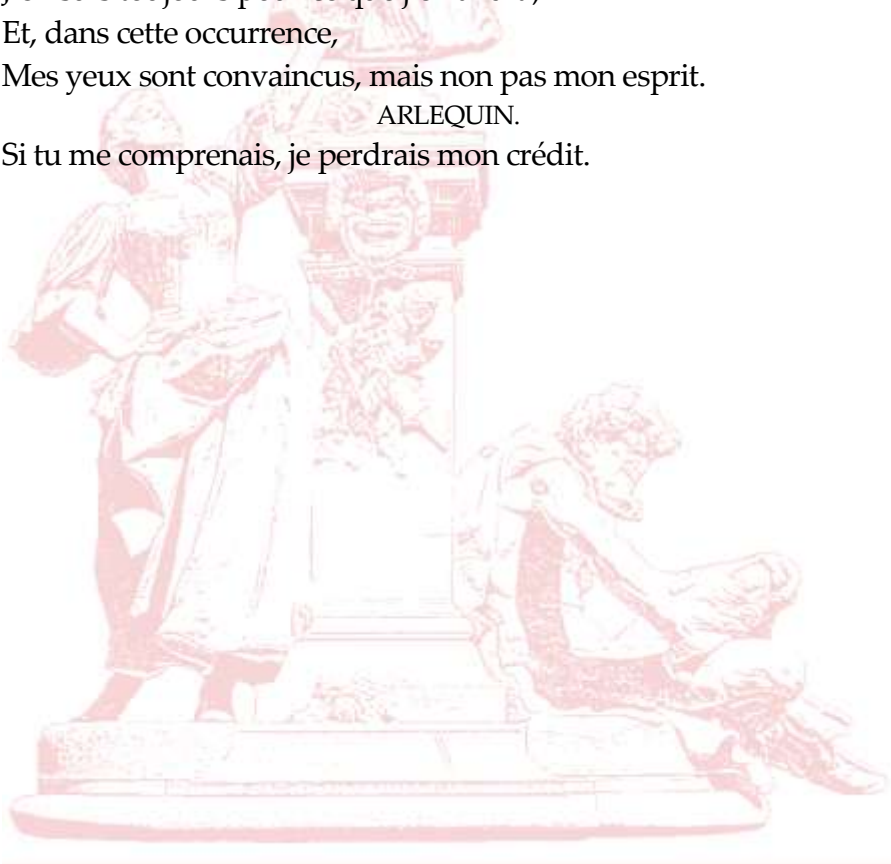 Et, dans cette occurrence,
Mes yeux sont convaincus, mais non pas mon esprit.
ARLEQUIN.
Si tu me comprenais, je perdrais mon crédit.